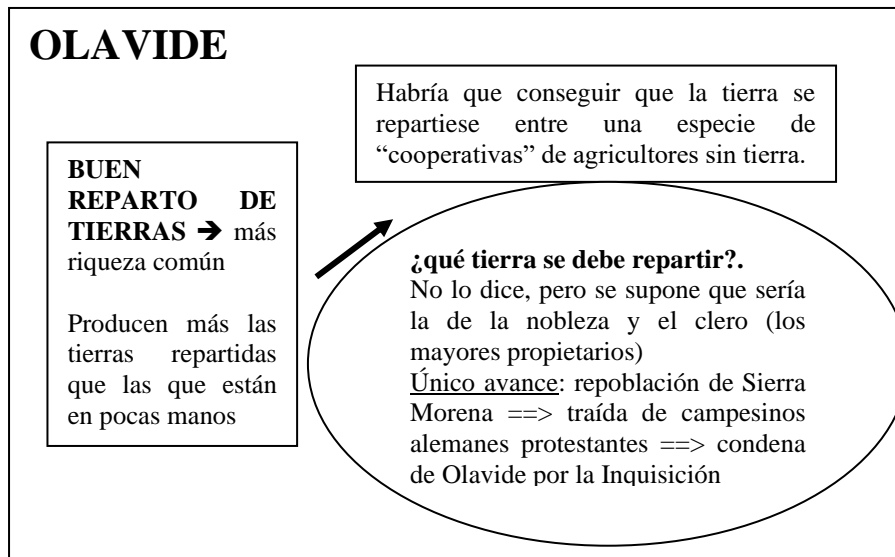 OLAVIDE
Habría que conseguir que la tierra se
repartiese entre una especie de
“cooperativas” de agricultores sin tierra.
BUEN
REPARTO DE
TIERRAS ➔ más
riqueza común
Producen más las
tierras repartidas
que las que están
en pocas manos
¿qué tierra se debe repartir?.
No lo dice, pero se supone que sería
la de la nobleza y el clero (los
mayores propietarios)
Único avance: repoblación de Sierra
Morena ==> traída de campesinos
alemanes protestantes ==> condena
de Olavide por la Inquisición